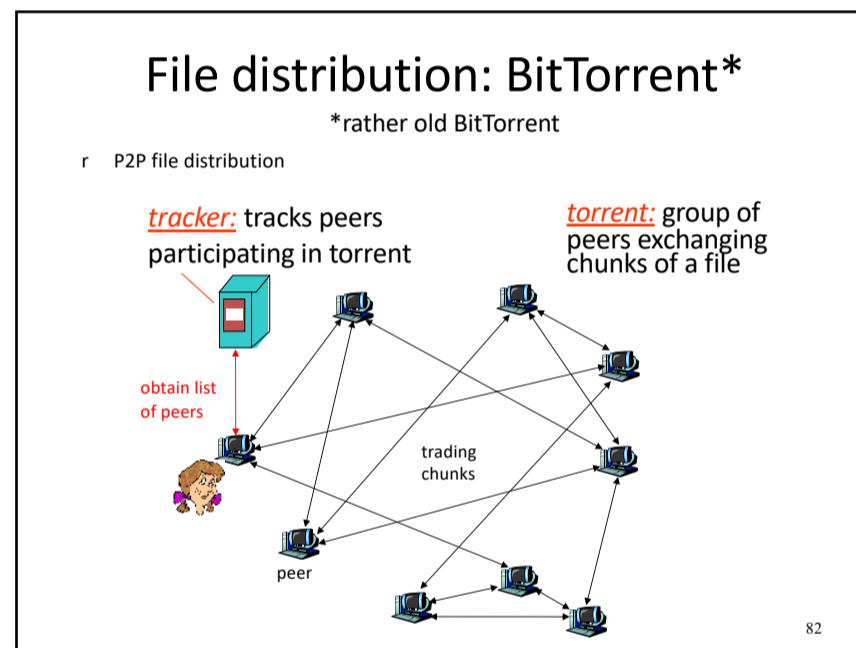 File distribution: BitTorrent*
*rather old BitTorrent
r P2P file distribution
tracker: tracks peers
participating in torrent
torrent: group of
peers exchanging
chunks of a file
obtain list
of peers
trading
chunks
peer
82